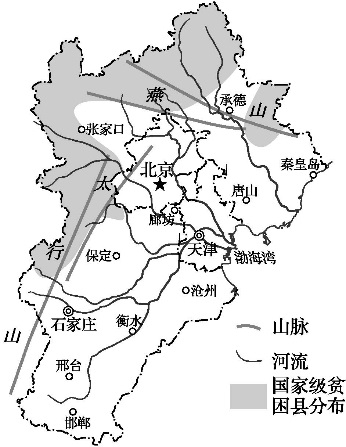 燕
承德
山
张家口
秦皇岛
北京
太
唐山
廊坊
行
保定
天津
渤海湾
沧州
石家庄
衡水
山
邢台
邯郸
山脉
河流
国家级贫
困县分布